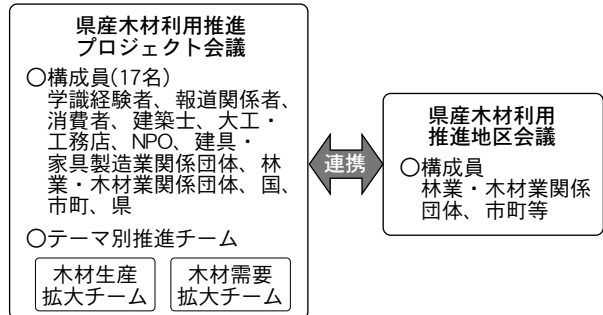 県産木材利用推進
プロジェクト会議
○構成員(17名)
学識経験者、報道関係者、
消費者、建築士、大工・
工務店、NPO、建具・
家具製造業関係団体、林
業・木材業関係団体、国、
市町、県
○テーマ別推進チーム
木材生産
拡大チーム
木材需要
拡大チーム
連携
県産木材利用
推進地区会議
○構成員
林業・木材業関係
団体、市町等